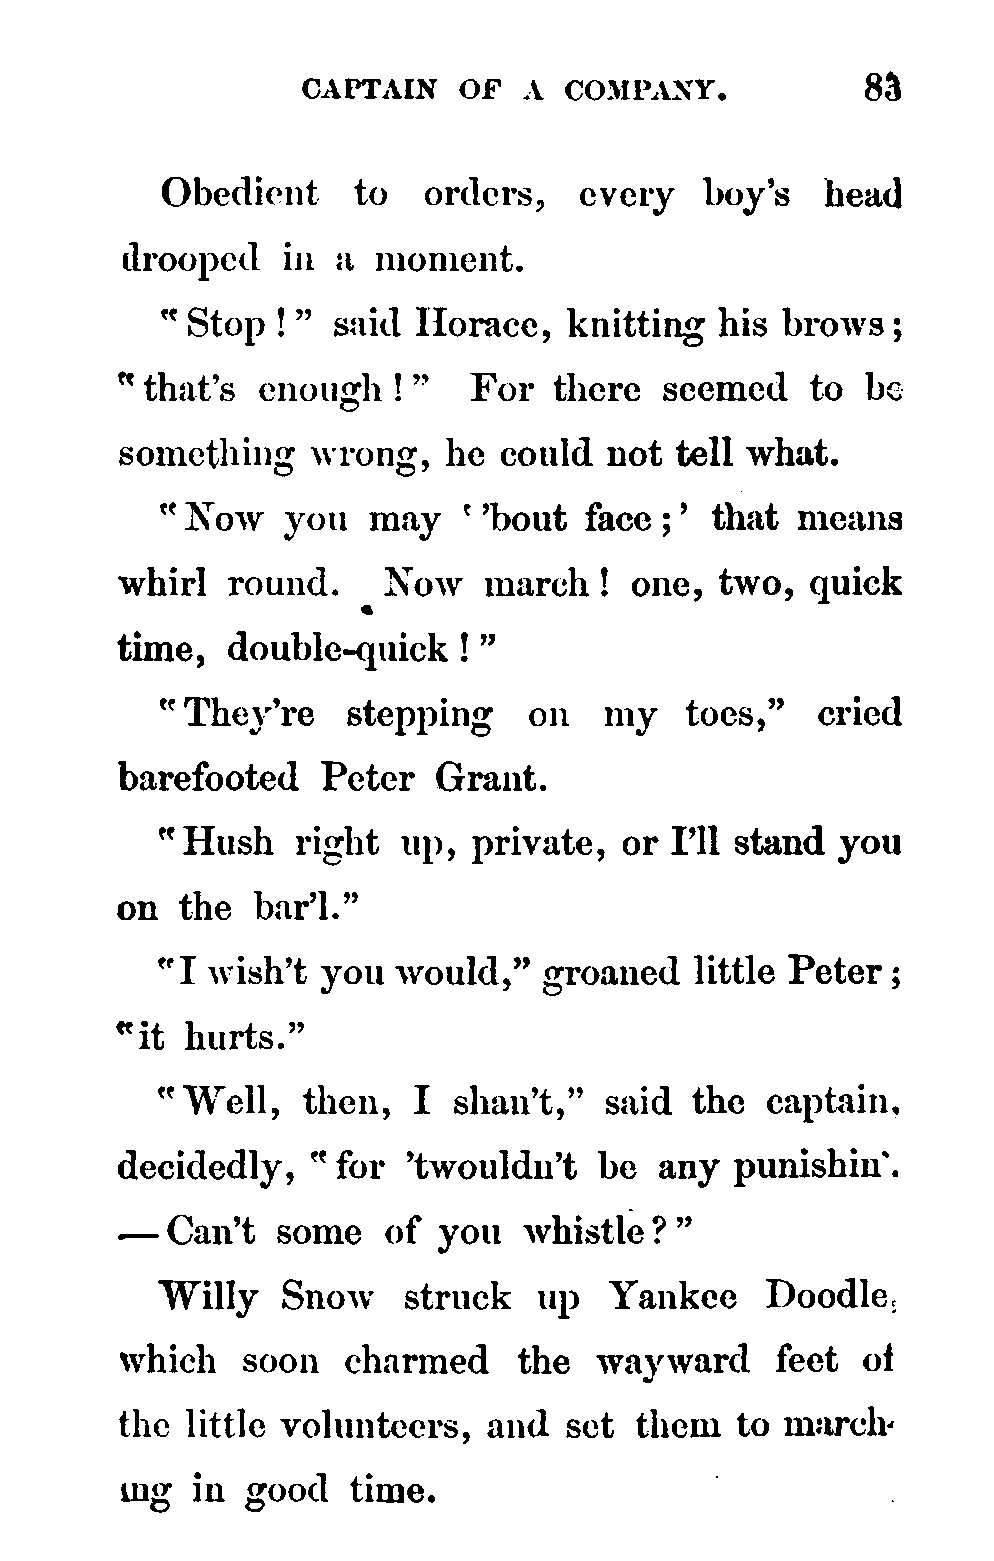 CAPTAIN OF A COMPANY. 83
Obedient to orders, every boy's head
drooped in a moment.
"Stop!" said Horace, knitting his brows;
"that's enough!" For there seemed to be
something wrong, he could not tell what.
"Now you may ' 'bout face;' that means
whirl round. Now march! one, two, quick
time, double-quick!"
"They're stepping on my toes," cried
barefooted Peter Grant.
"Hush right up, private, or I'll stand you
on the bar'l."
"I wish't you would," groaned little Peter;
"it hurts."
"Well, then, I shan't," said the captain,
decidedly, "for 'twouldn't be any punishin'.
—Can't some of you whistle?"
Willy Snow struck up Yankee Doodle,
which soon charmed the wayward feet of
the little volunteers, and set them to march-
ing in good time.